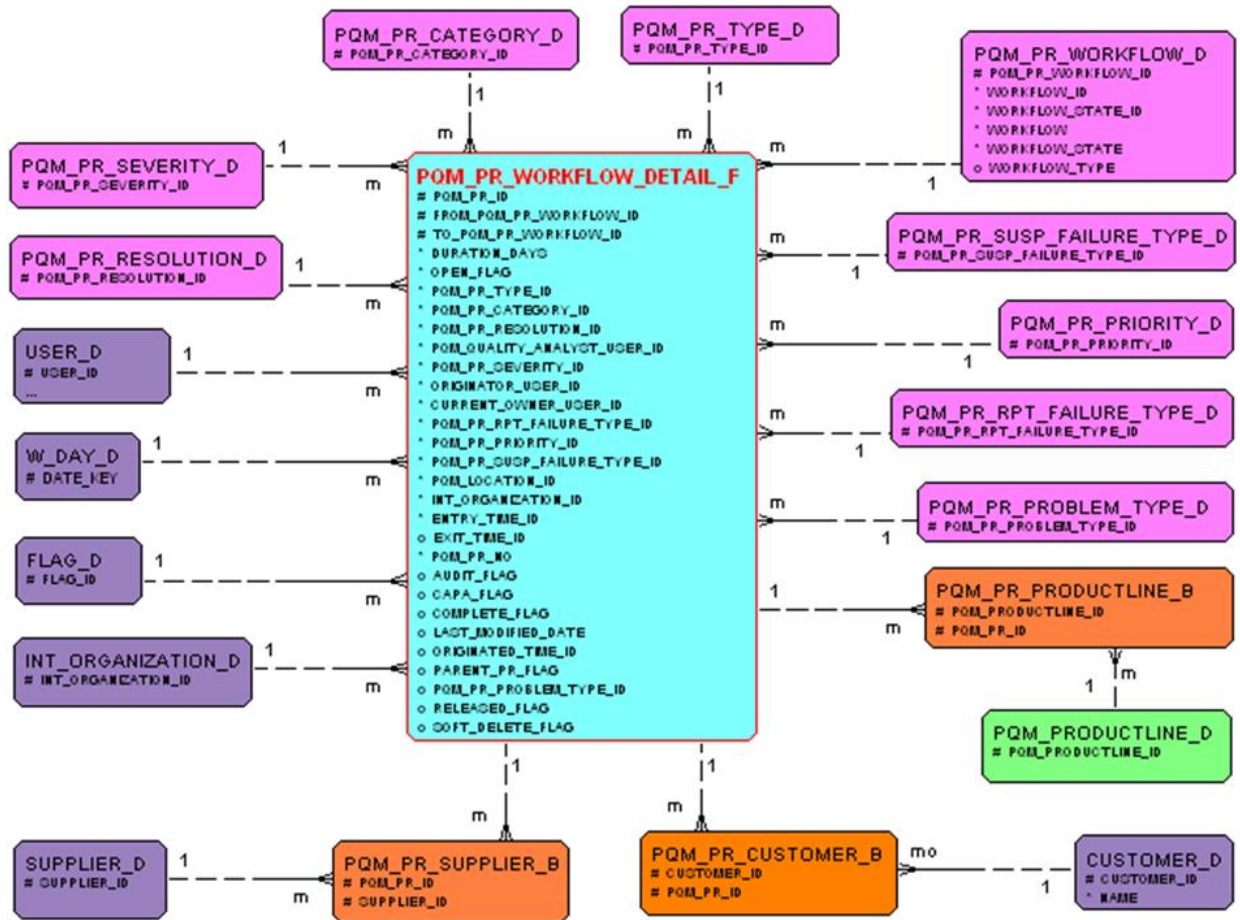 PQM_PR_CATEGORY_D
# PQM_PR_CATEGORY_ID
1
m
PQM_PR_TYPE_D
# PQM_PR_TYPE_ID
1
m
PQM_PR_WORKFLOW_D
# PQM_PR_WORKFLOW_ID
* WORKFLOW_ID
* WORKFLOW_STATE_ID
* WORKFLOW
* WORKFLOW_STATE
o WORKFLOW_TYPE
m
1
PQM_PR_SEVERITY_D
# PQM_PR_SEVERITY_ID
1
m
PQM_PR_RESOLUTION_D
# PQM_PR_RESOLUTION_ID
1
m
USER_D
# USER_ID
...
1
m
W_DAY_D
# DATE_KEY
1
m
FLAG_D
# FLAG_ID
1
m
INT_ORGANIZATION_D
# INT_ORGANIZATION_ID
1
m
PQM_PR_WORKFLOW_DETAIL_F
# PQM_PR_ID
# FROM_PQM_PR_WORKFLOW_ID
# TO_PQM_PR_WORKFLOW_ID
* DURATION_DAYS
* OPEN_FLAG
* PQM_PR_TYPE_ID
* PQM_PR_CATEGORY_ID
* PQM_PR_RESOLUTION_ID
* PQM_QUALITY_ANALYST_USER_ID
* PQM_PR_SEVERITY_ID
* ORIGINATOR_USER_ID
* CURRENT_OWNER_USER_ID
* PQM_PR_RPT_FAILURE_TYPE_ID
* PQM_PR_PRIORITY_ID
* PQM_PR_SUSP_FAILURE_TYPE_ID
* PQM_LOCATION_ID
* INT_ORGANIZATION_ID
* ENTRY_TIME_ID
o EXIT_TIME_ID
* PQM_PR_NO
o AUDIT_FLAG
o CAPA_FLAG
o COMPLETE_FLAG
o LAST_MODIFIED_DATE
o ORIGINATED_TIME_ID
o PARENT_PR_FLAG
o PQM_PR_PROBLEM_TYPE_ID
o RELEASED_FLAG
o SOFT_DELETE_FLAG
m
1
PQM_PR_SUSP_FAILURE_TYPE_D
# PQM_PR_SUSP_FAILURE_TYPE_ID
m
1
PQM_PR_PRIORITY_D
# PQM_PR_PRIORITY_ID
m
1
PQM_PR_RPT_FAILURE_TYPE_D
# PQM_PR_RPT_FAILURE_TYPE_ID
m
1
PQM_PR_PROBLEM_TYPE_D
# PQM_PR_PROBLEM_TYPE_ID
1
m
PQM_PR_PRODUCTLINE_B
# PQM_PRODUCTLINE_ID
# PQM_PR_ID
m
1
PQM_PRODUCTLINE_D
# PQM_PRODUCTLINE_ID
1
m
1
m
SUPPLIER_D
# SUPPLIER_ID
1
m
PQM_PR_SUPPLIER_B
# PQM_PR_ID
# SUPPLIER_ID
PQM_PR_CUSTOMER_B
# CUSTOMER_ID
# PQM_PR_ID
mo
1
CUSTOMER_D
# CUSTOMER_ID
* NAME